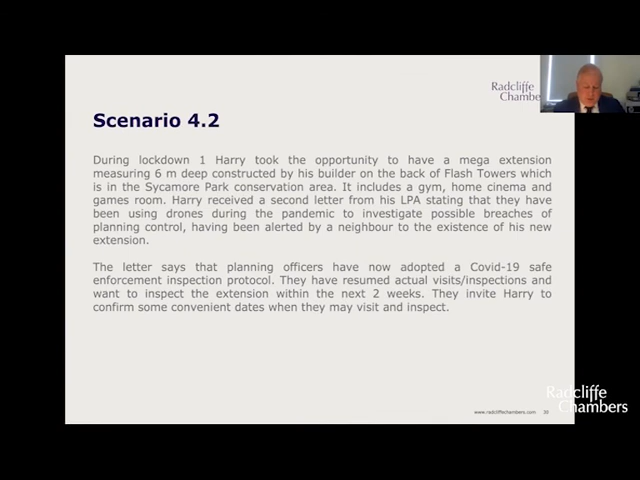 Radcliffe
Chambe
Scenario 4.2
During lockdown 1 Harry took the opportunity to have a mega extension
measuring 6 m deep constructed by his builder on the back of Flash Towers which
is in the Sycamore Park conservation area. It includes a gym, home cinema and
games room. Harry received a second letter from his LPA stating that they have
been using drones during the pandemic to investigate possible breaches of
planning control, having been alerted by a neighbour to the existence of his new
extension.
The letter says that planning officers have now adopted a Covid-19 safe
enforcement inspection protocol. They have resumed actual visits/inspections and
want to inspect the extension within the next 2 weeks. They invite Harry to
confirm some convenient dates when they may visit and inspect.
www.radcliffechambers.com 39
Radcliffe
Chambers